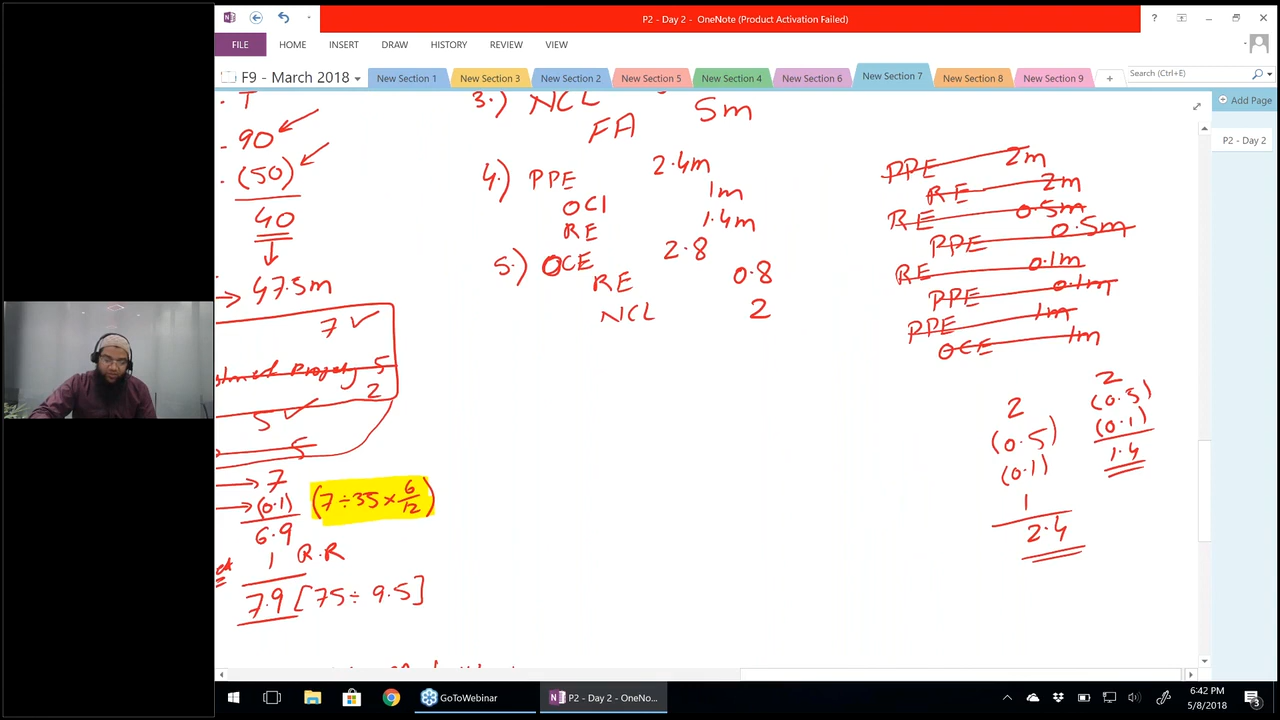 P2 - Day 2 - OneNote (Product Activation Failed)
FILE HOME INSERT DRAW HISTORY REVIEW VIEW
F9 - March 2018
New Section 1 New Section 3 New Section 2 New Section 5 New Section 4 New Section 6 New Section 7 New Section 8 New Section 9
Search (Ctrl+E)
Add Page
P2 - Day 2
- T
- 90
- (50)
40
→ 47.5m
7 ✓
5
2
5 ✓
5
→ 7
→ (0.1) (7 ÷ 35 × 6/12)
6.9
1 R.R
7.9 [75 ÷ 9.5]
3.) NCL
FA 5m
4.) PPE 2.4m
OCI 1m
RE 1.4m
5.) OCE 2.8
RE 0.8
NCL 2
PPE 2m
RE 2m
RE 0.5m
PPE 0.5m
RE 0.1m
PPE 0.1m
PPE 1m
OCE 1m
2
(0.5)
(0.1)
1
2.4
2
(0.5)
(0.1)
1.4
GoToWebinar
P2 - Day 2 - OneNo...
6:42 PM
5/8/2018
3